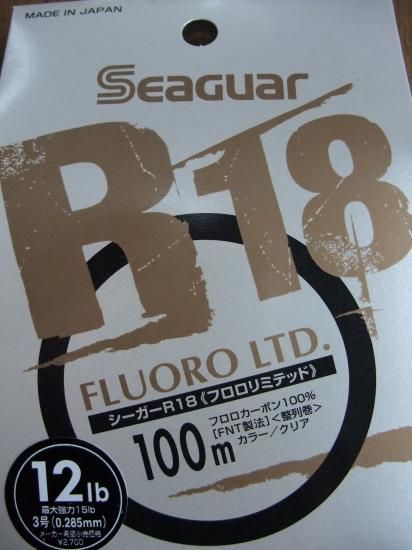 MADE IN JAPAN
SEAGUAR
R18
FLUORO LTD.
シーガーR18《フロロリミテッド》
100m
フロロカーボン100%
[FNT製法]<整列巻>
カラー/クリア
12lb
最大強力15lb
3号(0.285mm)
メーカー希望小売価格
¥2,700